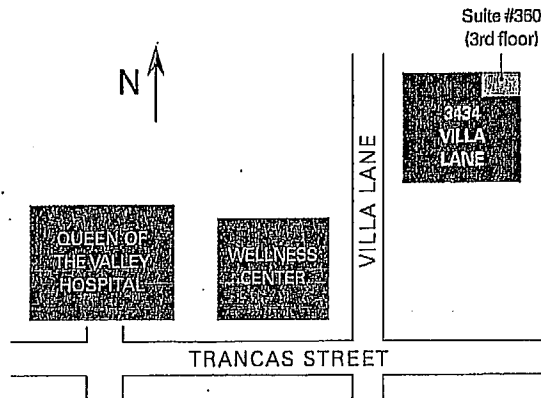 Suite #360
(3rd floor)
N
3434
VILLA
LANE
VILLA LANE
QUEEN OF
THE VALLEY
HOSPITAL
WELLNESS
CENTER
TRANCAS STREET